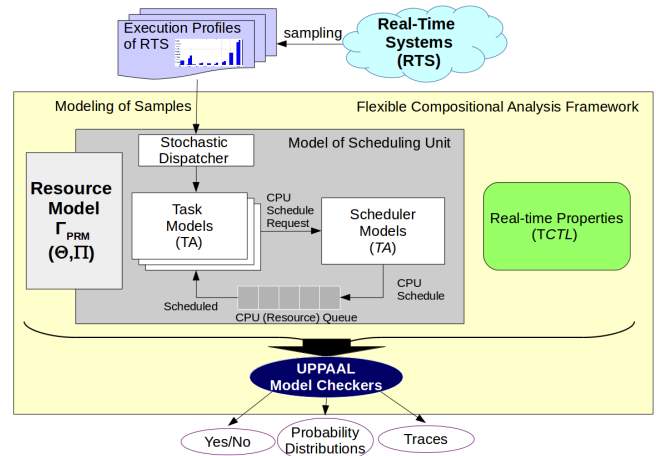 Execution Profiles
of RTS
sampling
Real-Time
Systems
(RTS)
Modeling of Samples
Flexible Compositional Analysis Framework
Stochastic
Dispatcher
Model of Scheduling Unit
Resource
Model
ΓPRM
(Θ,Π)
Task
Models
(TA)
CPU
Schedule
Request
Scheduler
Models
(TA)
Real-time Properties
(TCTL)
Scheduled
CPU
Schedule
CPU (Resource) Queue
UPPAAL
Model Checkers
Yes/No
Probability
Distributions
Traces